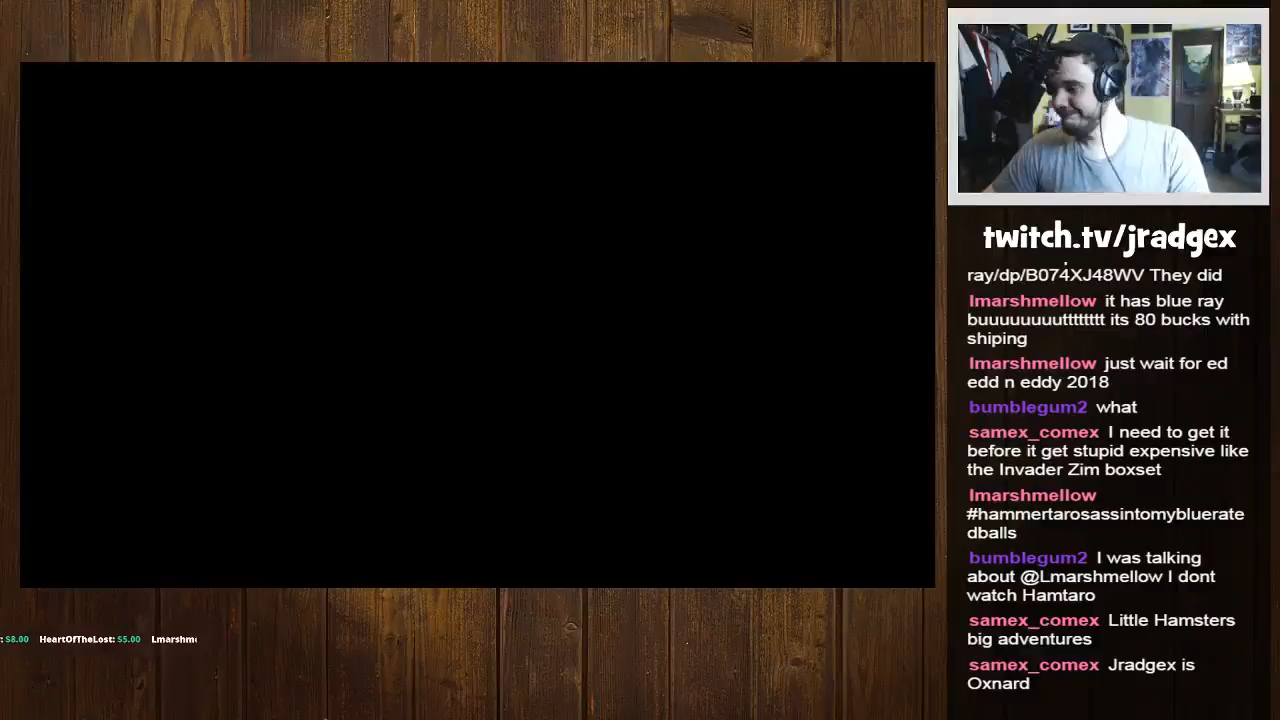 twitch.tv/jradgex
ray/dp/B074XJ48WV They did
lmarshmellow it has blue ray
buuuuuuuutttttttt its 80 bucks with
shiping
lmarshmellow just wait for ed
edd n eddy 2018
bumblegum2 what
samex_comex I need to get it
before it get stupid expensive like
the Invader Zim boxset
lmarshmellow
#hammertarosassintomybluerate
dballs
bumblegum2 I was talking
about @Lmarshmellow I dont
watch Hamtaro
samex_comex Little Hamsters
big adventures
samex_comex Jradgex is
Oxnard
: $8.00 HeartOfTheLost: $5.00 Lmarshm